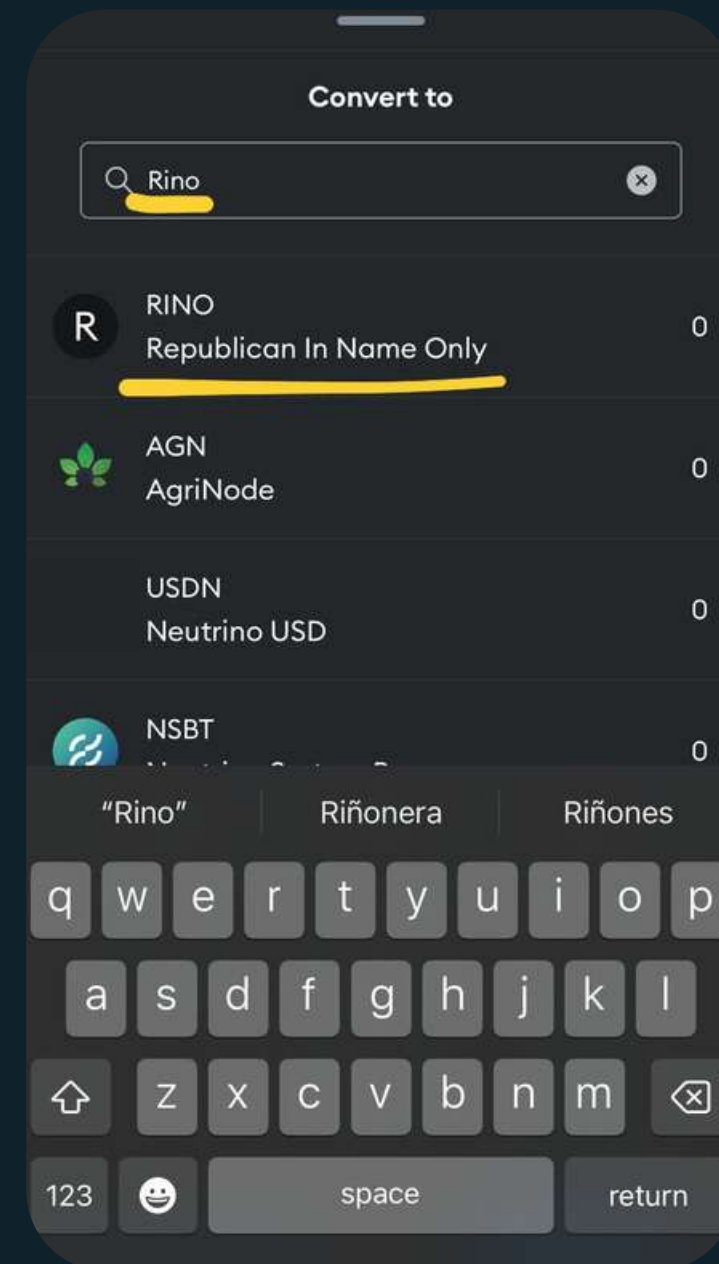 Convert to
Rino
R
RINO
Republican In Name Only
0
AGN
AgriNode
0
USDN
Neutrino USD
0
NSBT
0
“Rino”
Riñonera
Riñones
q w e r t y u i o p
a s d f g h j k l
z x c v b n m
123
space
return